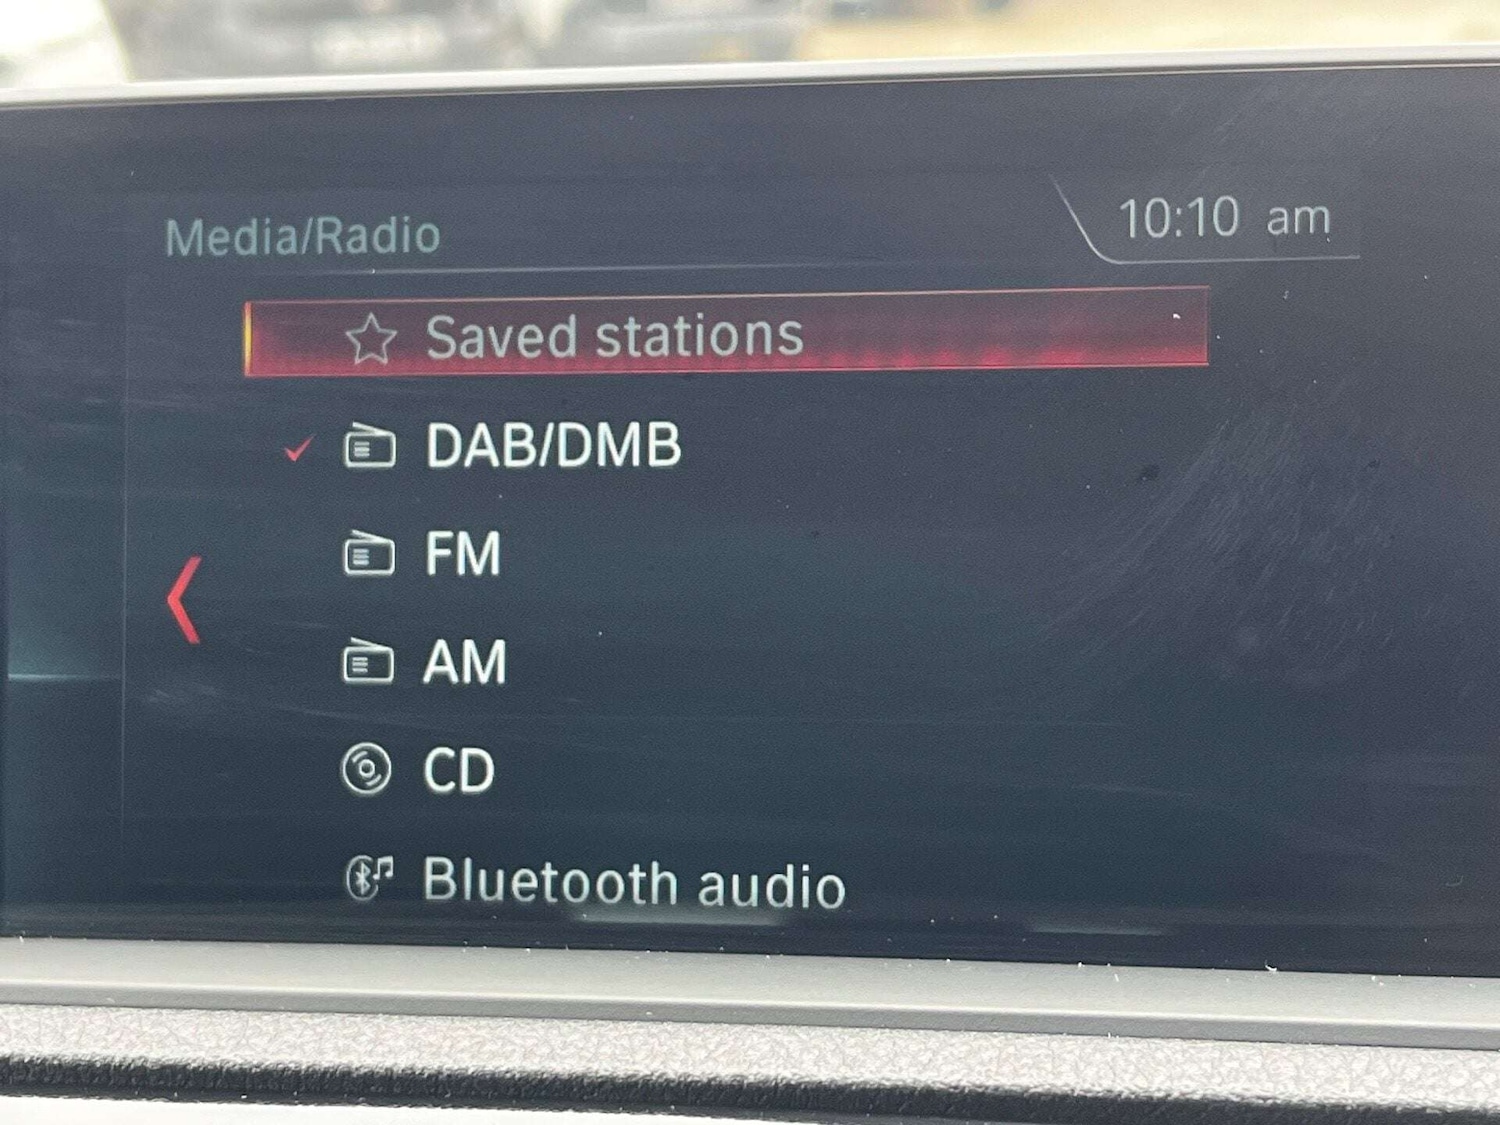 Media/Radio
10:10 am
Saved stations
DAB/DMB
FM
AM
CD
Bluetooth audio